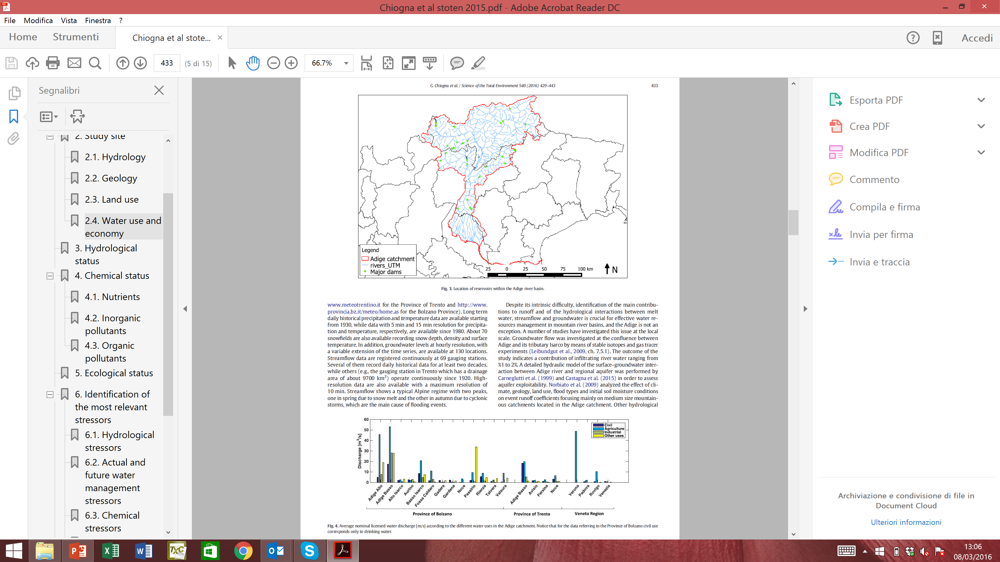 Chiogna et al stoten 2015.pdf - Adobe Acrobat Reader DC
File Modifica Vista Finestra ?
Home Strumenti Chiogna et al stote... Accedi
433 (5 di 15) 66.7%
Segnalibri
2. Study site
2.1. Hydrology
2.2. Geology
2.3. Land use
2.4. Water use and
economy
3. Hydrological
status
4. Chemical status
4.1. Nutrients
4.2. Inorganic
pollutants
4.3. Organic
pollutants
5. Ecological status
6. Identification of
the most relevant
stressors
6.1. Hydrological
stressors
6.2. Actual and
future water
management
stressors
6.3. Chemical
stressors
G. Chiogna et al. / Science of the Total Environment 540 (2016) 429–443
433
Legend
Adige catchment
rivers_UTM
Major dams
25 0 25 50 75 100 km
N
Fig. 3. Location of reservoirs within the Adige river basin.
www.meteotrentino.it for the Province of Trento and http://www.
provincia.bz.it/meteo/home.as for the Bolzano Province). Long term
daily historical precipitation and temperature data are available starting
from 1930, while data with 5 min and 15 min resolution for precipita-
tion and temperature, respectively, are available since 1980. About 70
snowfields are also available recording snow depth, density and surface
temperature. In addition, groundwater levels at hourly resolution, with
a variable extension of the time series, are available at 130 locations.
Streamflow data are registered continuously at 69 gauging stations.
Several of them record daily historical data for at least two decades,
while others (e.g., the gauging station in Trento which has a drainage
area of about 9700 km²) operate continuously since 1920. High-
resolution data are also available with a maximum resolution of
10 min. Streamflow shows a typical Alpine regime with two peaks,
one in spring due to snow melt and the other in autumn due to cyclonic
storms, which are the main cause of flooding events.
Despite its intrinsic difficulty, identification of the main contribu-
tions to runoff and of the hydrological interactions between melt
water, streamflow and groundwater is crucial for effective water re-
sources management in mountain river basins, and the Adige is not an
exception. A number of studies have investigated this issue at the local
scale. Groundwater flow was investigated at the confluence between
Adige and its tributary Isarco by means of stable isotopes and gas tracer
experiments (Leibundgut et al., 2009, ch. 7.5.1). The outcome of the
study indicates a contribution of infiltrating river water ranging from
%1 to 2%. A detailed hydraulic model of the surface–groundwater inter-
action between Adige river and regional aquifer was performed by
Carneglutti et al. (1999) and Castagna et al. (2015) in order to assess
aquifer exploitability. Norbiato et al. (2009) analyzed the effect of cli-
mate, geology, land use, flood types and initial soil moisture conditions
on event runoff coefficients focusing mainly on medium size mountain-
ous catchments located in the Adige catchment. Other hydrological
Discharge [m³/s]
60
50
40
30
20
10
0
Civil
Agriculture
Industrial
Other uses
Adige Alto
Adige Basso
Alto Isarco
Aurino
Basso Isarco
Fossa Caldaro
Gadera
Gardena
Noce
Passirio
Rienza
Talvera
Valsura
Adige Basso
Avisio
Fersina
Noce
Verona
Padova
Rovigo
Venezia
Province of Bolzano Province of Trento Veneto Region
Fig. 4. Average nominal licensed water discharge [m/s] according to the different water uses in the Adige catchment. Notice that for the data referring to the Province of Bolzano civil use
corresponds only to drinking water.
Esporta PDF
Crea PDF
Modifica PDF
Commento
Compila e firma
Invia per firma
Invia e traccia
Archiviazione e condivisione di file in
Document Cloud
Ulteriori informazioni
13:06
08/03/2016